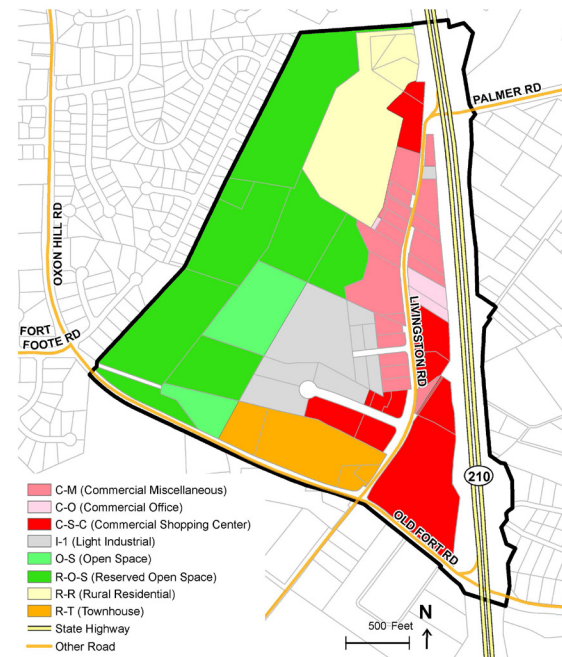 PALMER RD
OXON HILL RD
FORT
FOOTE RD
LIVINGSTON RD
210
OLD FORT RD
C-M (Commercial Miscellaneous)
C-O (Commercial Office)
C-S-C (Commercial Shopping Center)
I-1 (Light Industrial)
O-S (Open Space)
R-O-S (Reserved Open Space)
R-R (Rural Residential)
R-T (Townhouse)
State Highway
Other Road
500 Feet
N